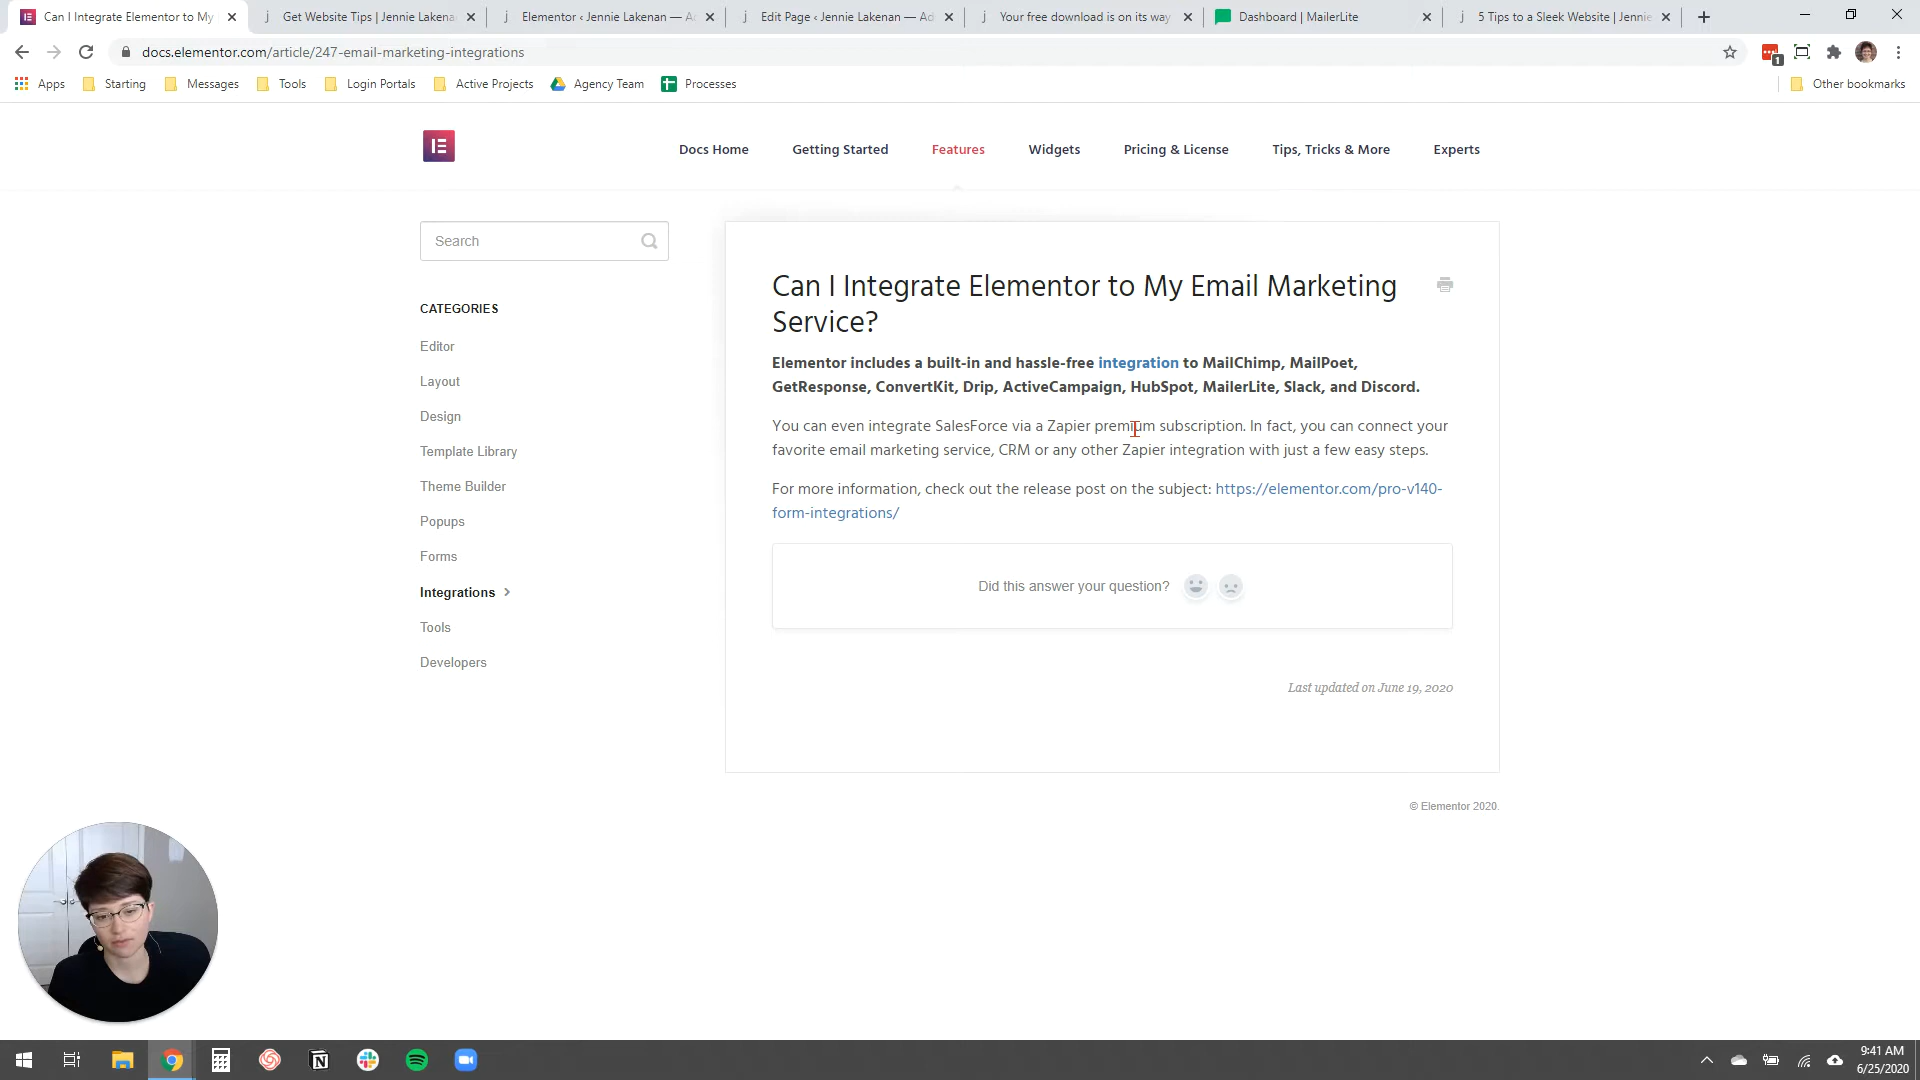 Can I Integrate Elementor to My
Get Website Tips | Jennie Lakena
Elementor ‹ Jennie Lakenan — A
Edit Page ‹ Jennie Lakenan — Ad
Your free download is on its way
Dashboard | MailerLite
5 Tips to a Sleek Website | Jennie
docs.elementor.com/article/247-email-marketing-integrations
1
Apps
Starting
Messages
Tools
Login Portals
Active Projects
Agency Team
Processes
Other bookmarks
Docs Home
Getting Started
Features
Widgets
Pricing & License
Tips, Tricks & More
Experts
Search
CATEGORIES
Editor
Layout
Design
Template Library
Theme Builder
Popups
Forms
Integrations
Tools
Developers
Can I Integrate Elementor to My Email Marketing
Service?
Elementor includes a built-in and hassle-free integration to MailChimp, MailPoet,
GetResponse, ConvertKit, Drip, ActiveCampaign, HubSpot, MailerLite, Slack, and Discord.
You can even integrate SalesForce via a Zapier premium subscription. In fact, you can connect your
favorite email marketing service, CRM or any other Zapier integration with just a few easy steps.
For more information, check out the release post on the subject: https://elementor.com/pro-v140-
form-integrations/
Did this answer your question?
Last updated on June 19, 2020
© Elementor 2020.
9:41 AM
6/25/2020